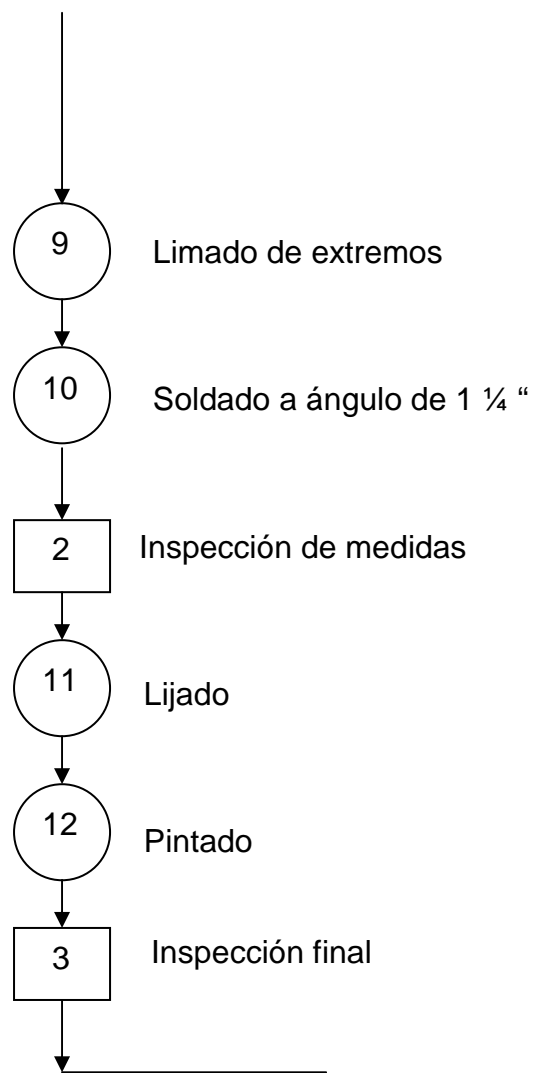 9 Limado de extremos
10 Soldado a ángulo de 1 ¼ “
2 Inspección de medidas
11 Lijado
12 Pintado
3 Inspección final